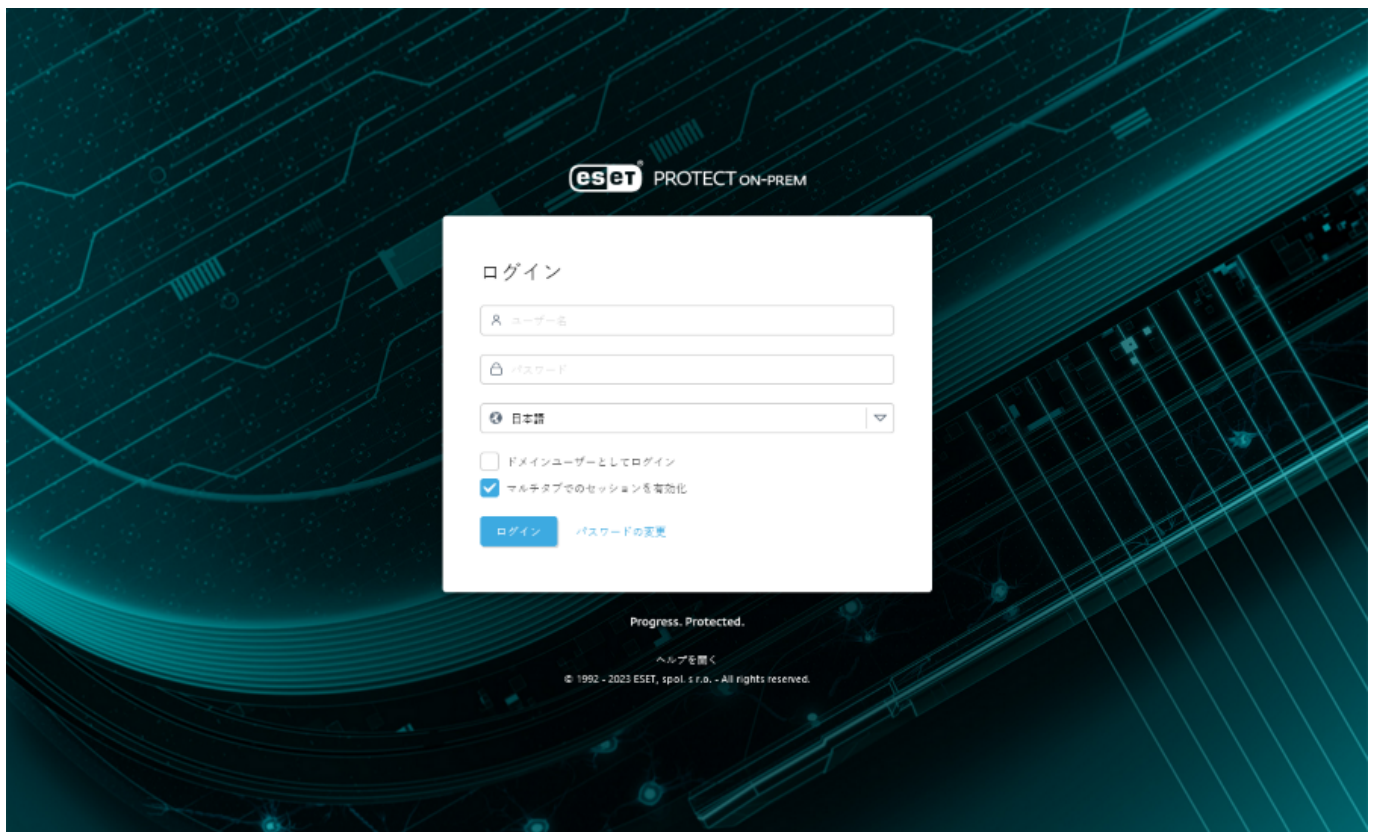 eset® PROTECT ON-PREM
ログイン
ユーザー名
パスワード
日本語
ドメインユーザーとしてログイン
マルチタブでのセッションを有効化
ログイン パスワードの変更
Progress. Protected.
ヘルプを開く
© 1992 - 2023 ESET, spol. s r.o. - All rights reserved.